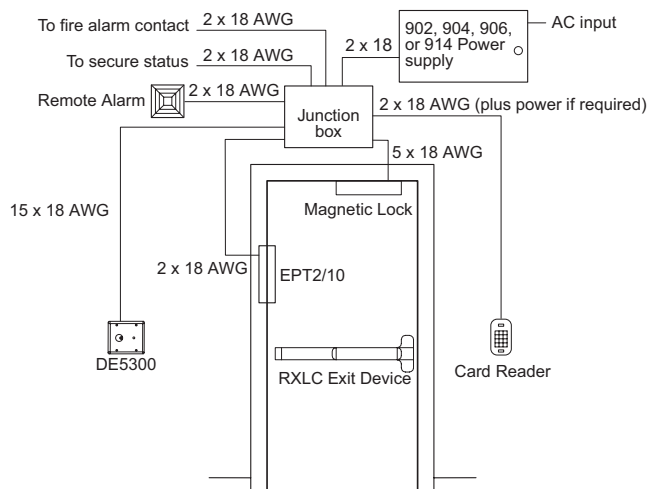 To fire alarm contact
2 x 18 AWG
902, 904, 906,
or 914 Power
supply
AC input
To secure status
2 x 18 AWG
2 x 18
Remote Alarm
2 x 18 AWG
Junction
box
2 x 18 AWG (plus power if required)
5 x 18 AWG
15 x 18 AWG
Magnetic Lock
2 x 18 AWG
EPT2/10
DE5300
RXLC Exit Device
Card Reader